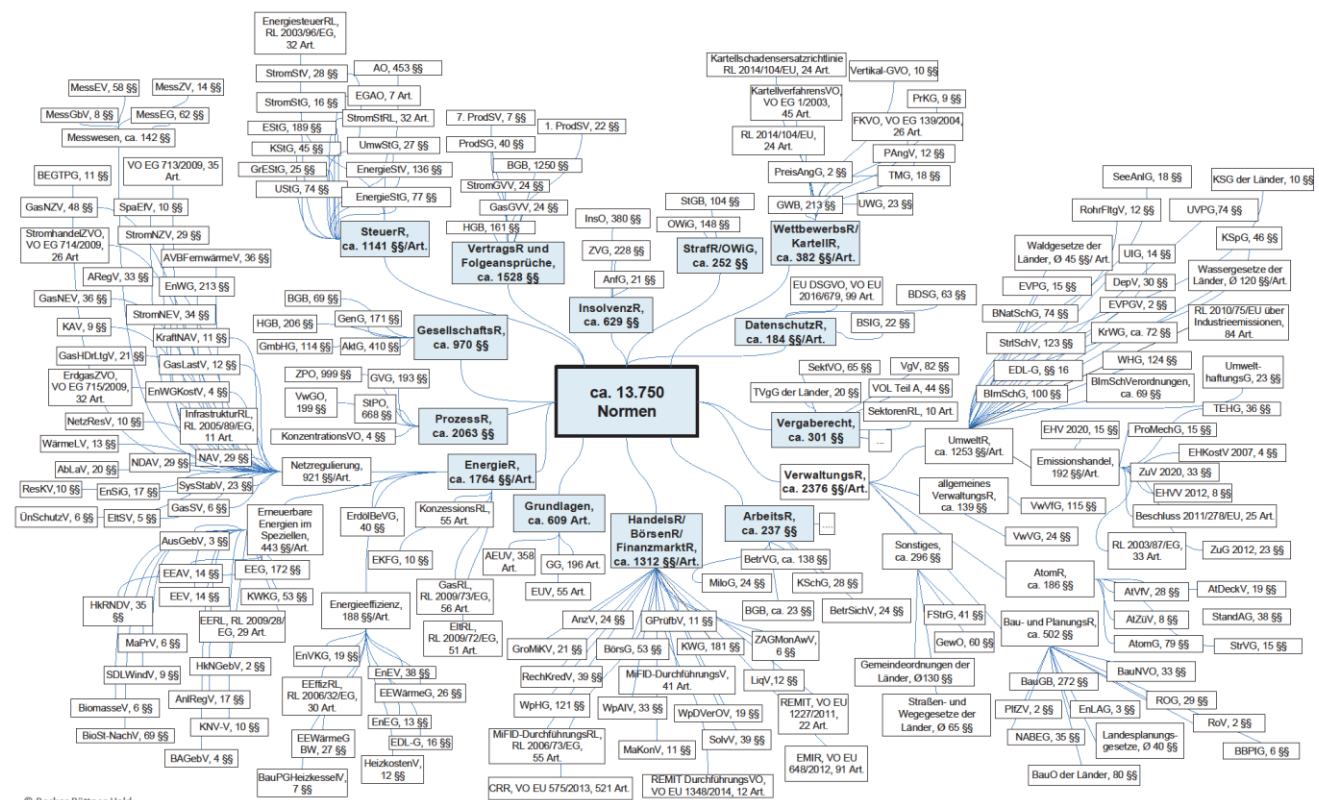 EnergiesteuerRL,
RL 2003/96/EG,
32 Art.
StromStV, 28 §§
AO, 453 §§
EGAO, 7 Art.
StromStG, 16 §§
StromStRL, 32 Art.
EStG, 189 §§
UmwStG, 27 §§
KStG, 45 §§
EnergieStV, 136 §§
GrEStG, 25 §§
UStG, 74 §§
EnergieStG, 77 §§
SteuerR,
ca. 1141 §§/Art.
MessEV, 58 §§
MessZV, 14 §§
MessGbV, 8 §§
MessEG, 62 §§
Messwesen, ca. 142 §§
VO EG 713/2009, 35
Art.
BEGTPG, 11 §§
GasNZV, 48 §§
SpaEfV, 10 §§
StromhandelZVO,
VO EG 714/2009,
26 Art
StromNZV, 29 §§
AVBFernwärmeV, 36 §§
ARegV, 33 §§
EnWG, 213 §§
GasNEV, 36 §§
StromNEV, 34 §§
KAV, 9 §§
KraftNAV, 11 §§
GasHDrLtgV, 21 §§
GasLastV, 12 §§
ErdgasZVO,
VO EG 715/2009,
32 Art.
EnWGKostV, 4 §§
InfrastrukturRL,
RL 2005/89/EG,
11 Art.
NetzResV, 10 §§
WärmeLV, 13 §§
NDAV, 29 §§
NAV, 29 §§
AbLaV, 20 §§
ResKV,10 §§
EnSiG, 17 §§
SysStabV, 23 §§
GasSV, 6 §§
ÜnSchutzV, 6 §§
EltSV, 5 §§
Netzregulierung,
921 §§/Art.
7. ProdSV, 7 §§
1. ProdSV, 22 §§
ProdSG, 40 §§
BGB, 1250 §§
StromGVV, 24 §§
GasGVV, 24 §§
HGB, 161 §§
VertragsR und
Folgeansprüche,
ca. 1528 §§
InsO, 380 §§
ZVG, 228 §§
AnfG, 21 §§
InsolvenzR,
ca. 629 §§
StGB, 104 §§
OWiG, 148 §§
StrafR/OWiG,
ca. 252 §§
Kartellschadensersatzrichtlinie
RL 2014/104/EU, 24 Art.
Vertikal-GVO, 10 §§
KartellverfahrensVO,
VO EG 1/2003,
45 Art.
PrKG, 9 §§
FKVO, VO EG 139/2004,
26 Art.
RL 2014/104/EU,
24 Art.
PAngV, 12 §§
PreisAngG, 2 §§
TMG, 18 §§
GWB, 213 §§
UWG, 23 §§
WettbewerbsR/
KartellR,
ca. 382 §§/Art.
EU DSGVO, VO EU
2016/679, 99 Art.
BDSG, 63 §§
BSIG, 22 §§
DatenschutzR,
ca. 184 §§/Art.
BGB, 69 §§
GenG, 171 §§
HGB, 206 §§
GmbHG, 114 §§
AktG, 410 §§
GesellschaftsR,
ca. 970 §§
ZPO, 999 §§
GVG, 193 §§
VwGO,
199 §§
StPO,
668 §§
KonzentrationsVO, 4 §§
ProzessR,
ca. 2063 §§
ca. 13.750
Normen
SektVO, 65 §§
VgV, 82 §§
TVgG der Länder, 20 §§
VOL Teil A, 44 §§
SektorenRL, 10 Art.
Vergaberecht,
ca. 301 §§
...
SeeAnlG, 18 §§
KSG der Länder, 10 §§
RohrFltgV, 12 §§
UVPG,74 §§
Waldgesetze der
Länder, Ø 45 §§/ Art.
UIG, 14 §§
KSpG, 46 §§
EVPG, 15 §§
DepV, 30 §§
Wassergesetze der
Länder, Ø 120 §§/Art.
BNatSchG, 74 §§
EVPGV, 2 §§
StrlSchV, 123 §§
KrWG, ca. 72 §§
RL 2010/75/EU über
Industrieemissionen,
84 Art.
EDL-G, §§ 16
WHG, 124 §§
BImSchG, 100 §§
BImSchVerordnungen,
ca. 69 §§
Umwelt-
haftungsG, 23 §§
UmweltR,
ca. 1253 §§/Art.
TEHG, 36 §§
EHV 2020, 15 §§
ProMechG, 15 §§
Emissionshandel,
192 §§/Art.
EHKostV 2007, 4 §§
ZuV 2020, 33 §§
EHVV 2012, 8 §§
Beschluss 2011/278/EU, 25 Art.
RL 2003/87/EG,
33 Art.
ZuG 2012, 23 §§
VerwaltungsR,
ca. 2376 §§/Art.
allgemeines
VerwaltungsR,
ca. 139 §§
VwVfG, 115 §§
VwVG, 24 §§
Sonstiges,
ca. 296 §§
FStrG, 41 §§
GewO, 60 §§
Gemeindeordnungen der
Länder, Ø130 §§
Straßen- und
Wegegesetze der
Länder, Ø 65 §§
AtomR,
ca. 186 §§
AtVfV, 28 §§
AtDeckV, 19 §§
AtZüV, 8 §§
StandAG, 38 §§
AtomG, 79 §§
StrVG, 15 §§
Bau- und PlanungsR,
ca. 502 §§
BauNVO, 33 §§
BauGB, 272 §§
ROG, 29 §§
PlfZV, 2 §§
EnLAG, 3 §§
RoV, 2 §§
NABEG, 35 §§
Landesplanungs-
gesetze, Ø 40 §§
BBPlG, 6 §§
BauO der Länder, 80 §§
EnergieR,
ca. 1764 §§/Art.
Erneuerbare
Energien im
Speziellen,
443 §§/Art.
AusGebV, 3 §§
EEAV, 14 §§
EEG, 172 §§
EEV, 14 §§
KWKG, 53 §§
HkRNDV, 35
§§
EERL, RL 2009/28/
EG, 29 Art.
MaPrV, 6 §§
HkNGebV, 2 §§
SDLWindV, 9 §§
AnlRegV, 17 §§
BiomasseV, 6 §§
KNV-V, 10 §§
BioSt-NachV, 69 §§
BAGebV, 4 §§
ErdölBeVG,
40 §§
KonzessionsRL,
55 Art.
EKFG, 10 §§
GasRL,
RL 2009/73/EG,
56 Art.
EltRL,
RL 2009/72/EG,
51 Art.
Energieeffizienz,
188 §§/Art.
EnVKG, 19 §§
EnEV, 38 §§
EEffizRL,
RL 2006/32/EG,
30 Art.
EEWärmeG, 26 §§
EnEG, 13 §§
EEWärmeG
BW, 27 §§
EDL-G, 16 §§
HeizkostenV,
12 §§
BauPGHeizkesselV,
7 §§
Grundlagen,
ca. 609 Art.
AEUV, 358
Art.
GG, 196 Art.
EUV, 55 Art.
HandelsR/
BörsenR/
FinanzmarktR,
ca. 1312 §§/Art.
AnzV, 24 §§
GPrüfbV, 11 §§
GroMiKV, 21 §§
BörsG, 53 §§
KWG, 181 §§
ZAGMonAwV,
6 §§
RechKredV, 39 §§
MiFID-DurchführungsV,
41 Art.
LiqV,12 §§
WpHG, 121 §§
WpAIV, 33 §§
WpDVerOV, 19 §§
REMIT, VO EU
1227/2011,
22 Art.
MiFID-DurchführungsRL,
RL 2006/73/EG,
55 Art.
MaKonV, 11 §§
SolvV, 39 §§
EMIR, VO EU
648/2012, 91 Art.
CRR, VO EU 575/2013, 521 Art.
REMIT DurchführungsVO,
VO EU 1348/2014, 12 Art.
ArbeitsR,
ca. 237 §§
....
BetrVG, ca. 138 §§
MiloG, 24 §§
KSchG, 28 §§
BGB, ca. 23 §§
BetrSichV, 24 §§
© Becker Büttner Held